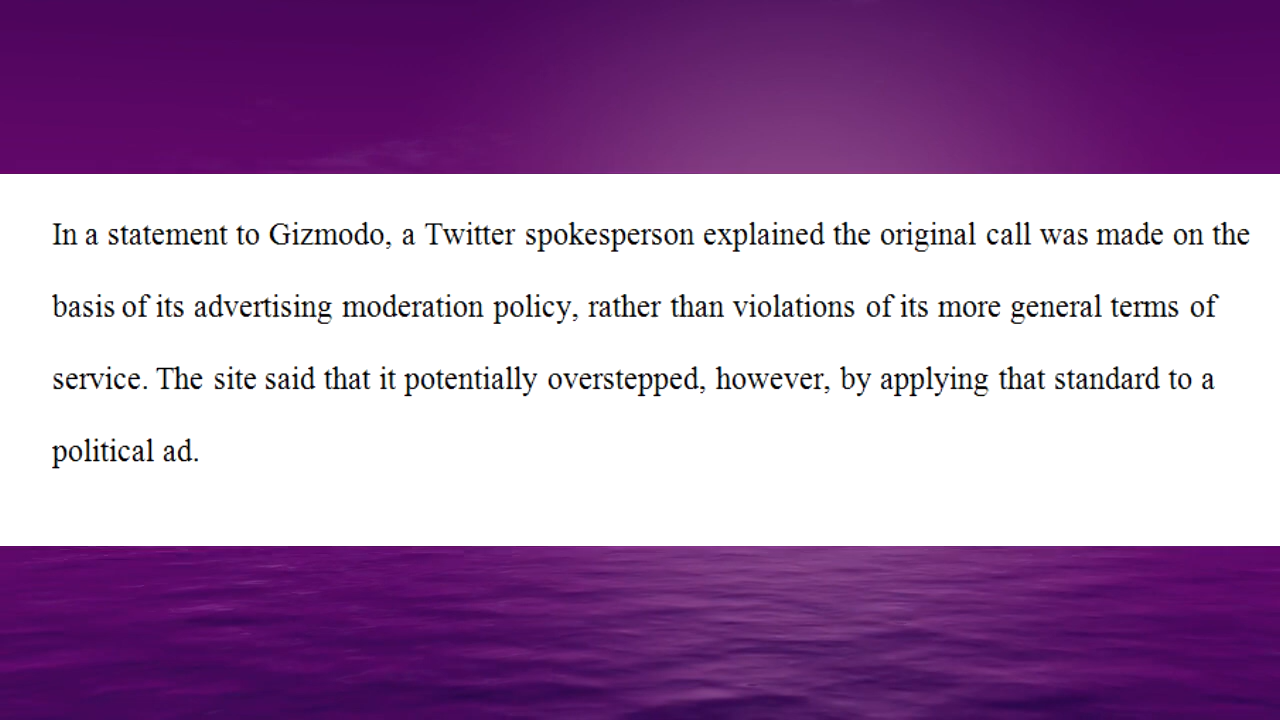 In a statement to Gizmodo, a Twitter spokesperson explained the original call was made on the
basis of its advertising moderation policy, rather than violations of its more general terms of
service. The site said that it potentially overstepped, however, by applying that standard to a
political ad.